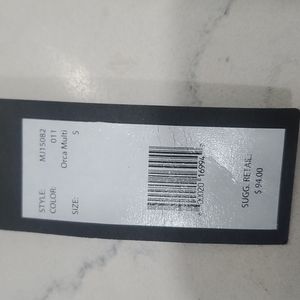 STYLE: MJ15082
COLOR: 011
Orca Multi
SIZE: S
SUGG. RETAIL
$ 94.00